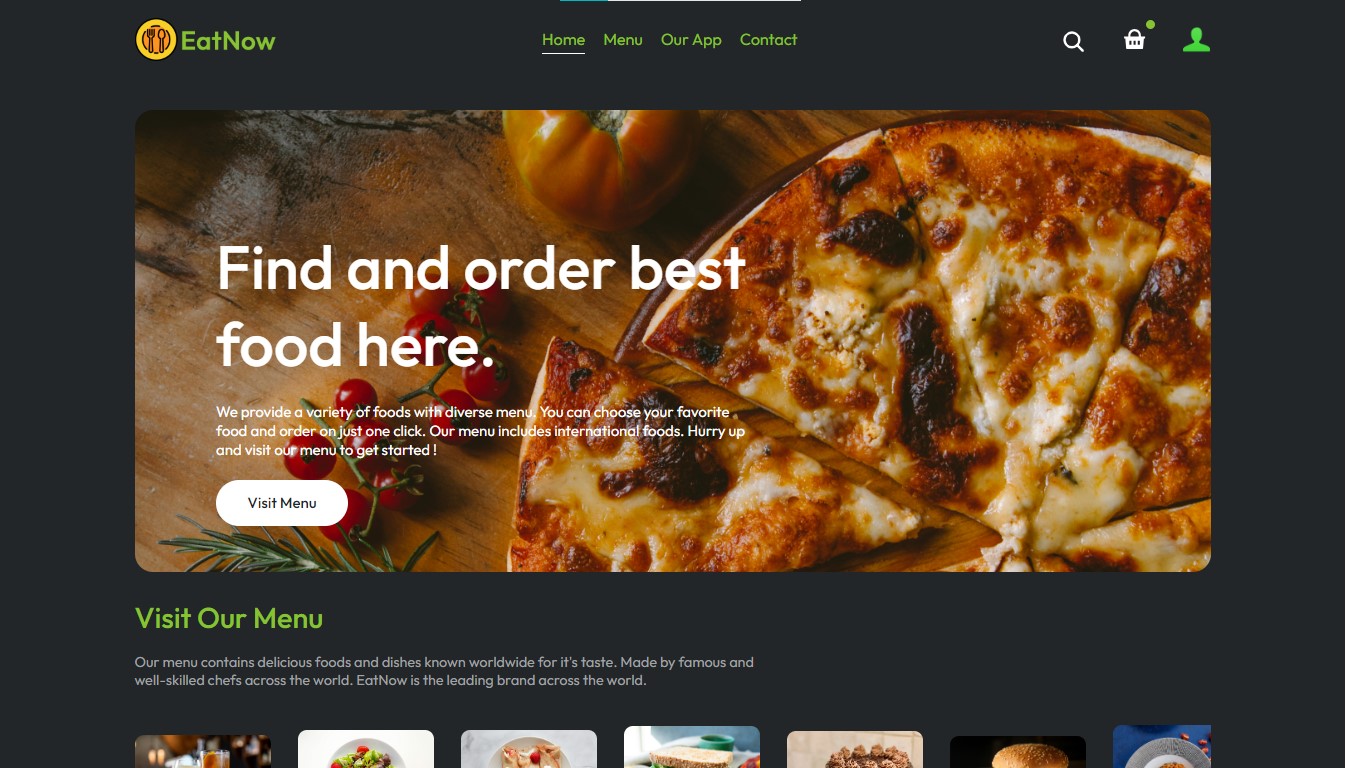 EatNow
Home Menu Our App Contact
Find and order best
food here.
We provide a variety of foods with diverse menu. You can choose your favorite
food and order on just one click. Our menu includes international foods. Hurry up
and visit our menu to get started !
Visit Menu
Visit Our Menu
Our menu contains delicious foods and dishes known worldwide for it's taste. Made by famous and
well-skilled chefs across the world. EatNow is the leading brand across the world.